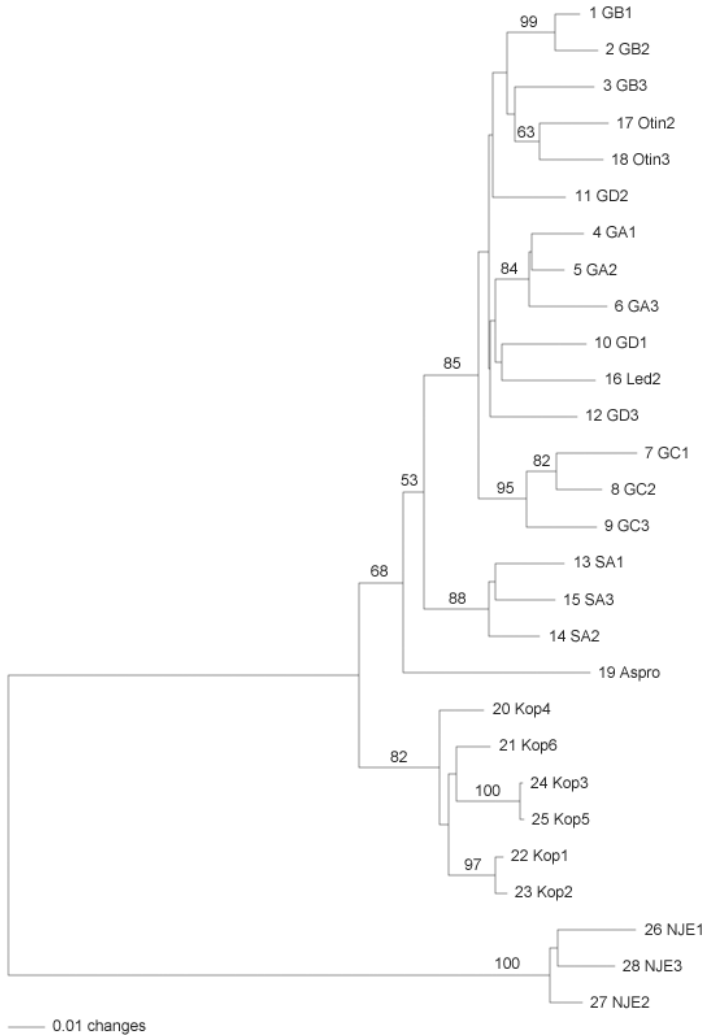 1 GB1
99
2 GB2
3 GB3
17 Otin2
63
18 Otin3
11 GD2
4 GA1
84
5 GA2
6 GA3
10 GD1
85
16 Led2
12 GD3
7 GC1
82
95
8 GC2
53
9 GC3
13 SA1
68
88
15 SA3
14 SA2
19 Aspro
20 Kop4
21 Kop6
82
24 Kop3
100
25 Kop5
22 Kop1
97
23 Kop2
26 NJE1
100
28 NJE3
27 NJE2
0.01 changes